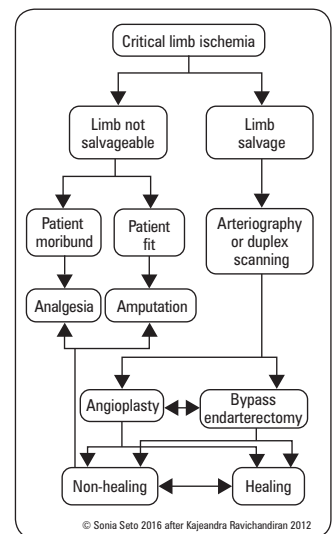 Critical limb ischemia
Limb not
salvageable
Limb
salvage
Patient
moribund
Patient
fit
Arteriography
or duplex
scanning
Analgesia
Amputation
Angioplasty
Bypass
endarterectomy
Non-healing
Healing
© Sonia Seto 2016 after Kajeandra Ravichandiran 2012